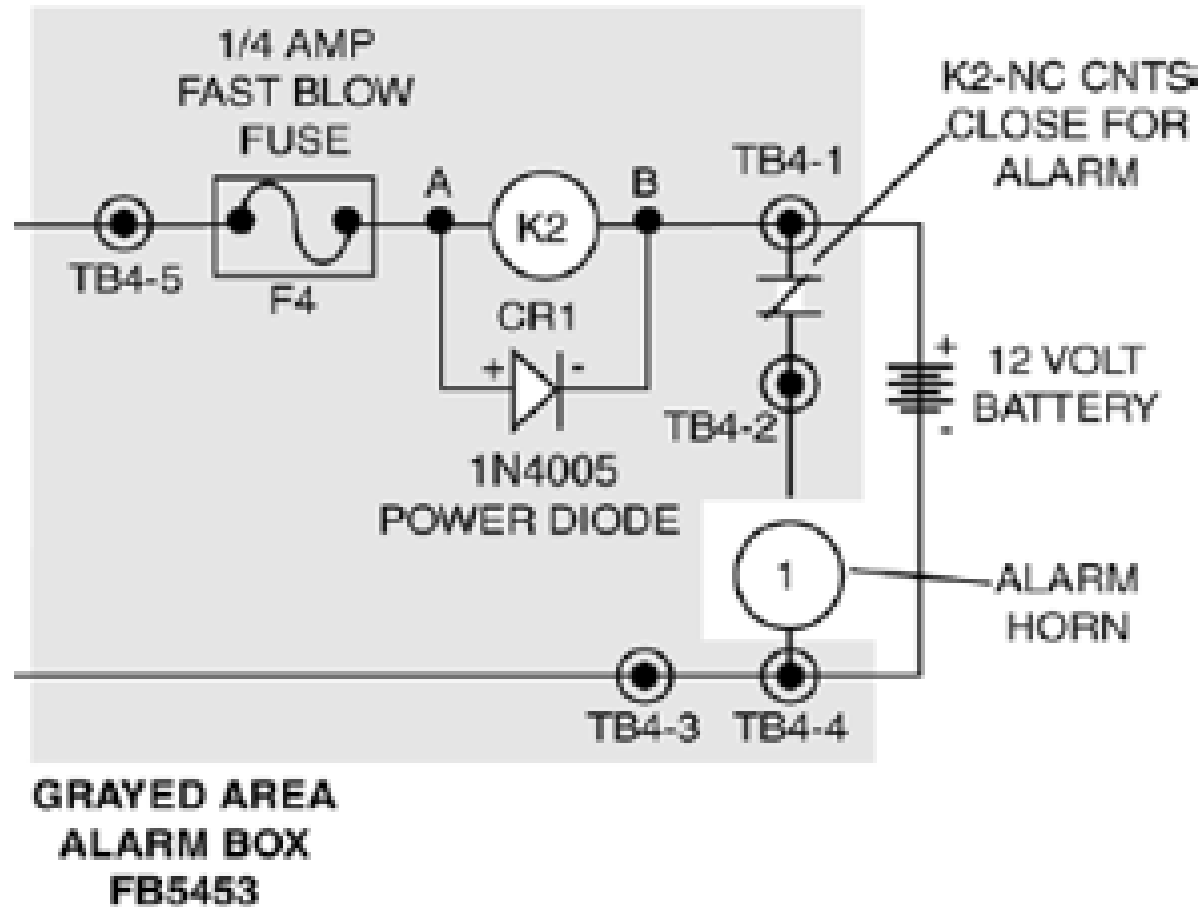 1/4 AMP
FAST BLOW
FUSE
K2-NC CNTS-
CLOSE FOR
ALARM
TB4-1
A
B
K2
TB4-5
F4
CR1
+
-
+
12 VOLT
BATTERY
-
TB4-2
1N4005
POWER DIODE
1
ALARM
HORN
TB4-3
TB4-4
GRAYED AREA
ALARM BOX
FB5453